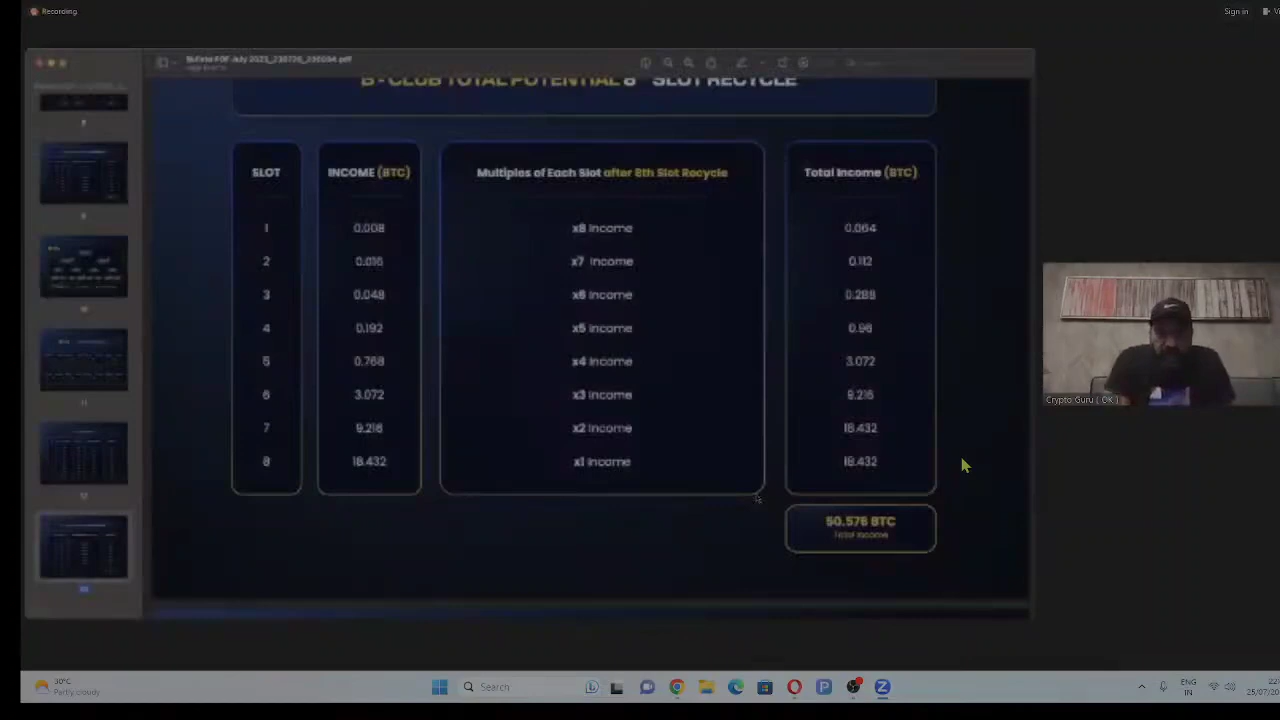 Recording
Sign in
B - CLUB TOTAL POTENTIAL 8 SLOT RECYCLE
SLOT INCOME (BTC) Multiples of Each Slot after 8th Slot Recycle Total Income (BTC)
1 0.008 x8 Income 0.064
2 0.016 x7 Income 0.112
3 0.048 x6 Income 0.288
4 0.192 x5 Income 0.96
5 0.768 x4 Income 3.072
6 3.072 x3 Income 9.216
7 9.216 x2 Income 18.432
8 18.432 x1 Income 18.432
50.576 BTC
Total Income
Crypto Guru ( OK )
30°C
Partly cloudy
Search
ENG
IN